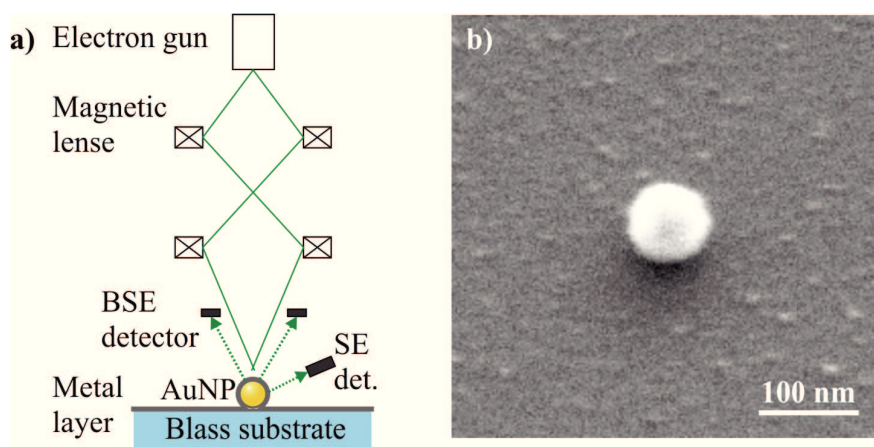 a) Electron gun
Magnetic
lense
BSE
detector
SE
det.
AuNP
Metal
layer
Blass substrate
b)
100 nm